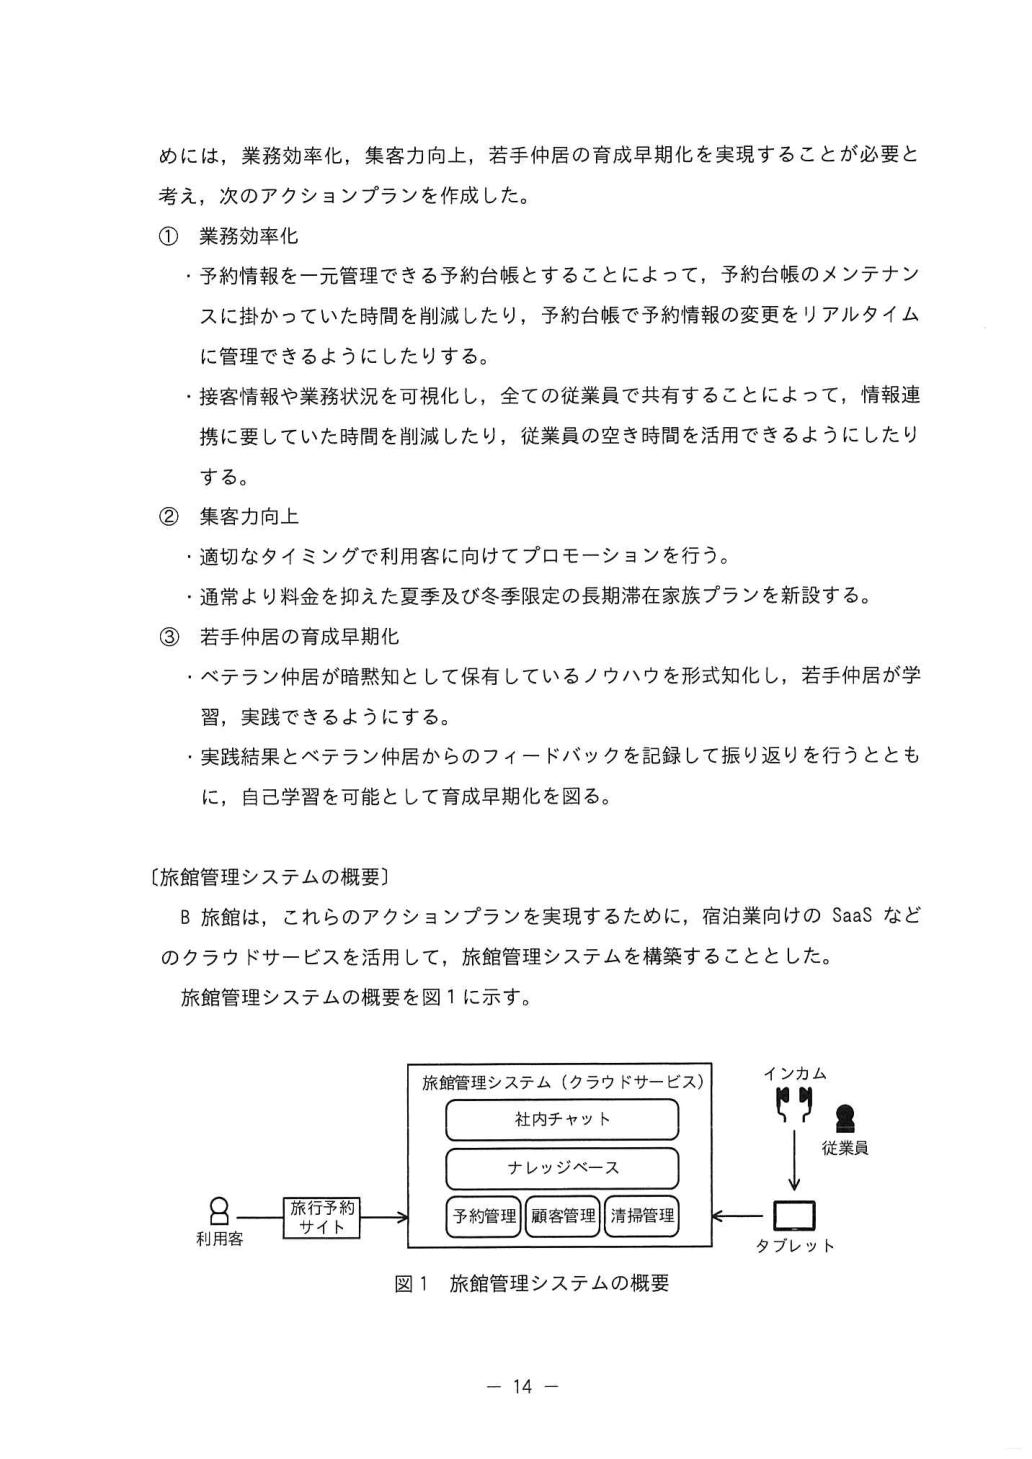 めには，業務効率化，集客力向上，若手仲居の育成早期化を実現することが必要と
考え，次のアクションプランを作成した。
① 業務効率化
・予約情報を一元管理できる予約台帳とすることによって，予約台帳のメンテナン
スに掛かっていた時間を削減したり，予約台帳で予約情報の変更をリアルタイム
に管理できるようにしたりする。
・接客情報や業務状況を可視化し，全ての従業員で共有することによって，情報連
携に要していた時間を削減したり，従業員の空き時間を活用できるようにしたり
する。
② 集客力向上
・適切なタイミングで利用客に向けてプロモーションを行う。
・通常より料金を抑えた夏季及び冬季限定の長期滞在家族プランを新設する。
③ 若手仲居の育成早期化
・ベテラン仲居が暗黙知として保有しているノウハウを形式知化し，若手仲居が学
習，実践できるようにする。
・実践結果とベテラン仲居からのフィードバックを記録して振り返りを行うととも
に，自己学習を可能として育成早期化を図る。
〔旅館管理システムの概要〕
B 旅館は，これらのアクションプランを実現するために，宿泊業向けの SaaS など
のクラウドサービスを活用して，旅館管理システムを構築することとした。
旅館管理システムの概要を図1に示す。
旅館管理システム（クラウドサービス）
社内チャット
ナレッジベース
予約管理 顧客管理 清掃管理
利用客
旅行予約
サイト
インカム
従業員
タブレット
図1 旅館管理システムの概要
— 14 —